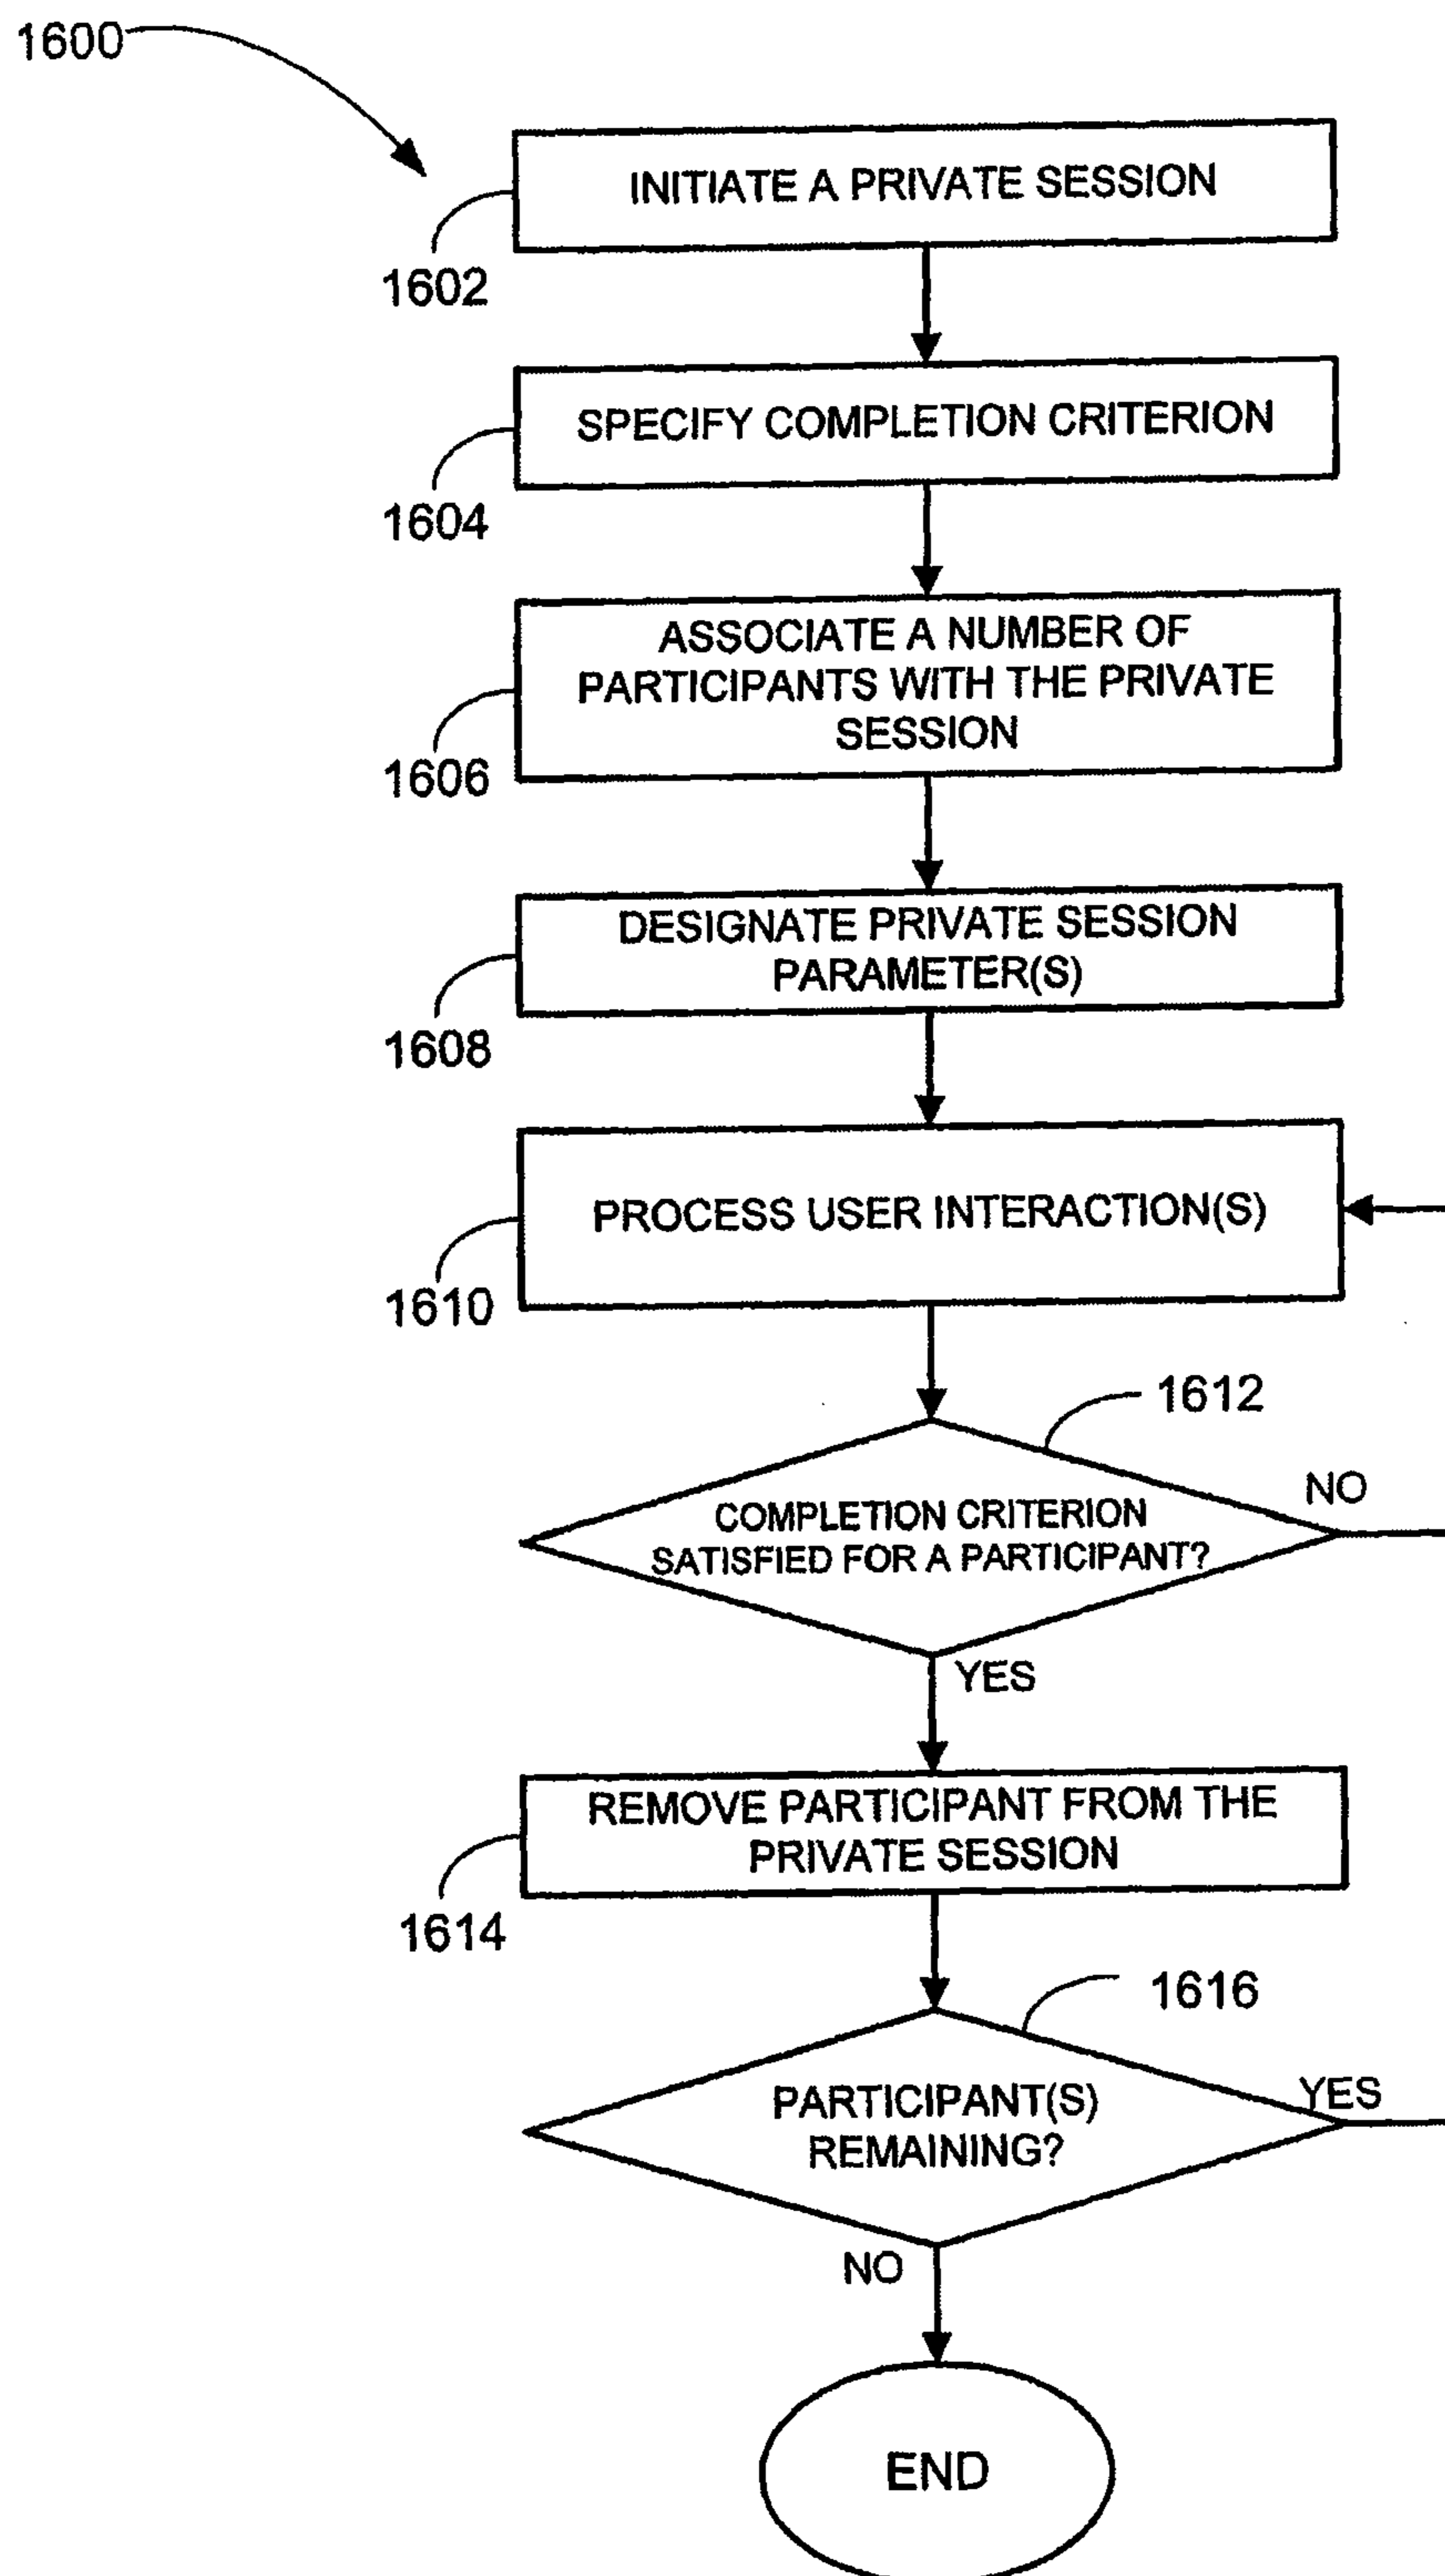 1600
INITIATE A PRIVATE SESSION
1602
SPECIFY COMPLETION CRITERION
1604
ASSOCIATE A NUMBER OF
PARTICIPANTS WITH THE PRIVATE
SESSION
1606
DESIGNATE PRIVATE SESSION
PARAMETER(S)
1608
PROCESS USER INTERACTION(S)
1610
1612
COMPLETION CRITERION
SATISFIED FOR A PARTICIPANT?
NO
YES
REMOVE PARTICIPANT FROM THE
PRIVATE SESSION
1614
1616
PARTICIPANT(S)
REMAINING?
YES
NO
END